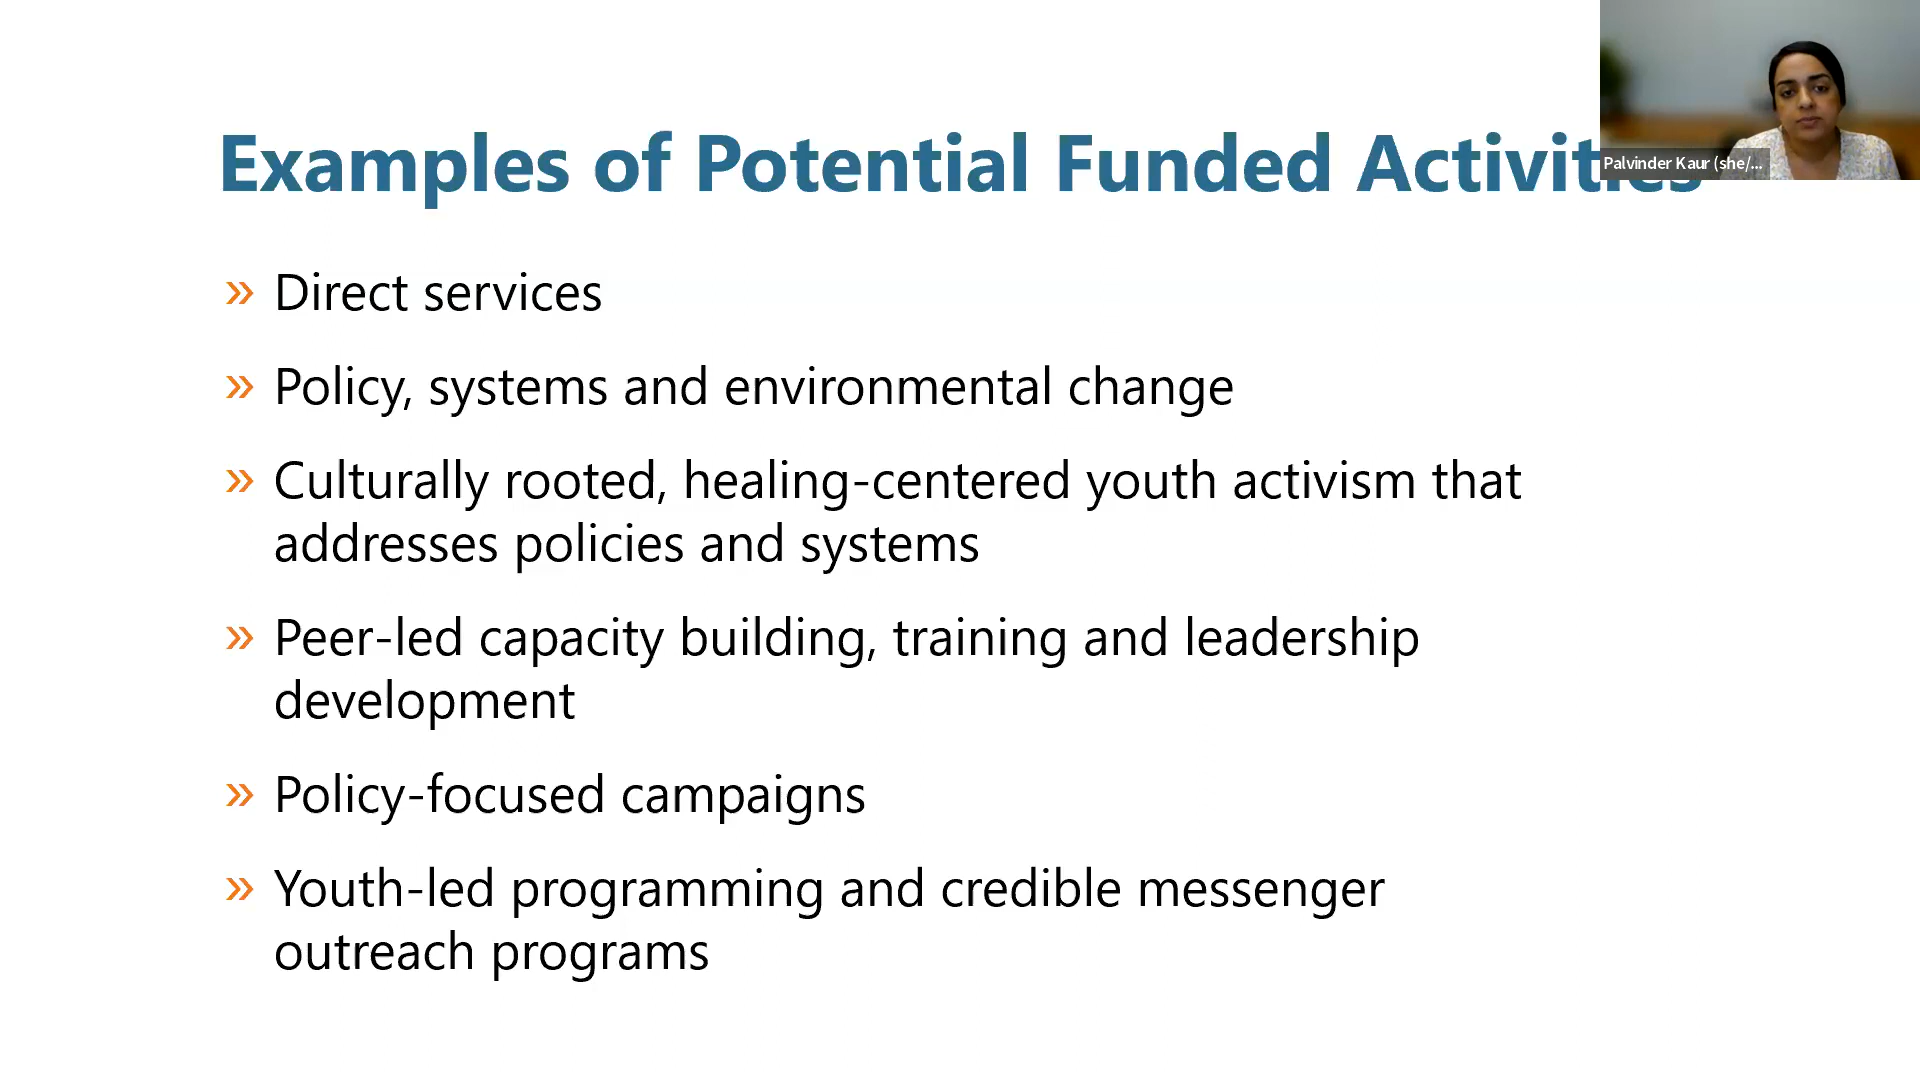 Examples of Potential Funded Activities
Palvinder Kaur (she/...
» Direct services
» Policy, systems and environmental change
» Culturally rooted, healing-centered youth activism that
addresses policies and systems
» Peer-led capacity building, training and leadership
development
» Policy-focused campaigns
» Youth-led programming and credible messenger
outreach programs